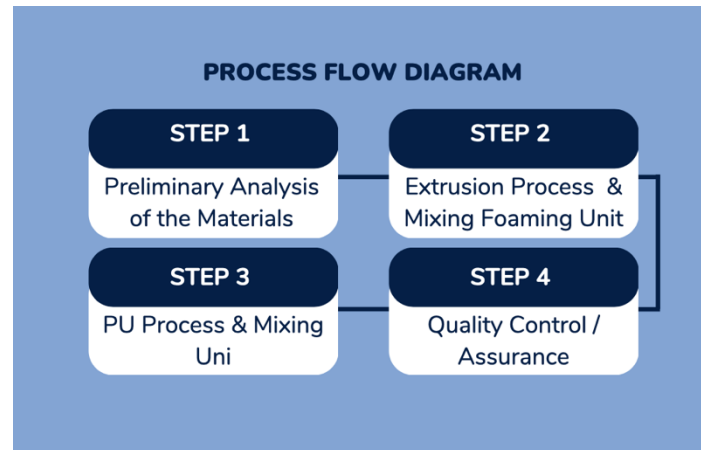 PROCESS FLOW DIAGRAM
STEP 1
Preliminary Analysis
of the Materials
STEP 2
Extrusion Process &
Mixing Foaming Unit
STEP 3
PU Process & Mixing
Uni
STEP 4
Quality Control /
Assurance